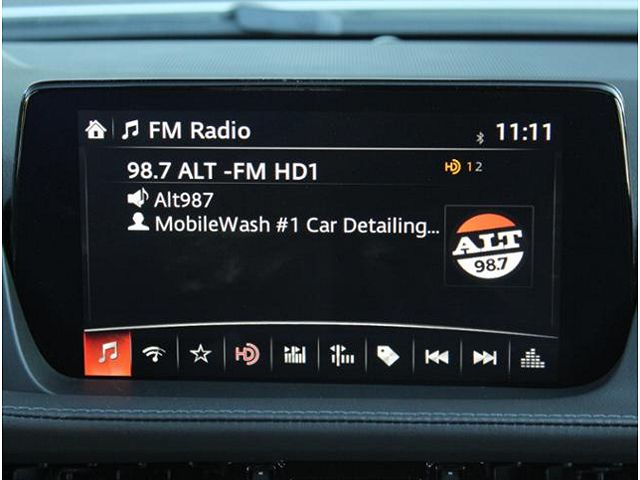 FM Radio 11:11
98.7 ALT -FM HD1 HD 1 2
Alt987
MobileWash #1 Car Detailing...
ALT
98.7
HD